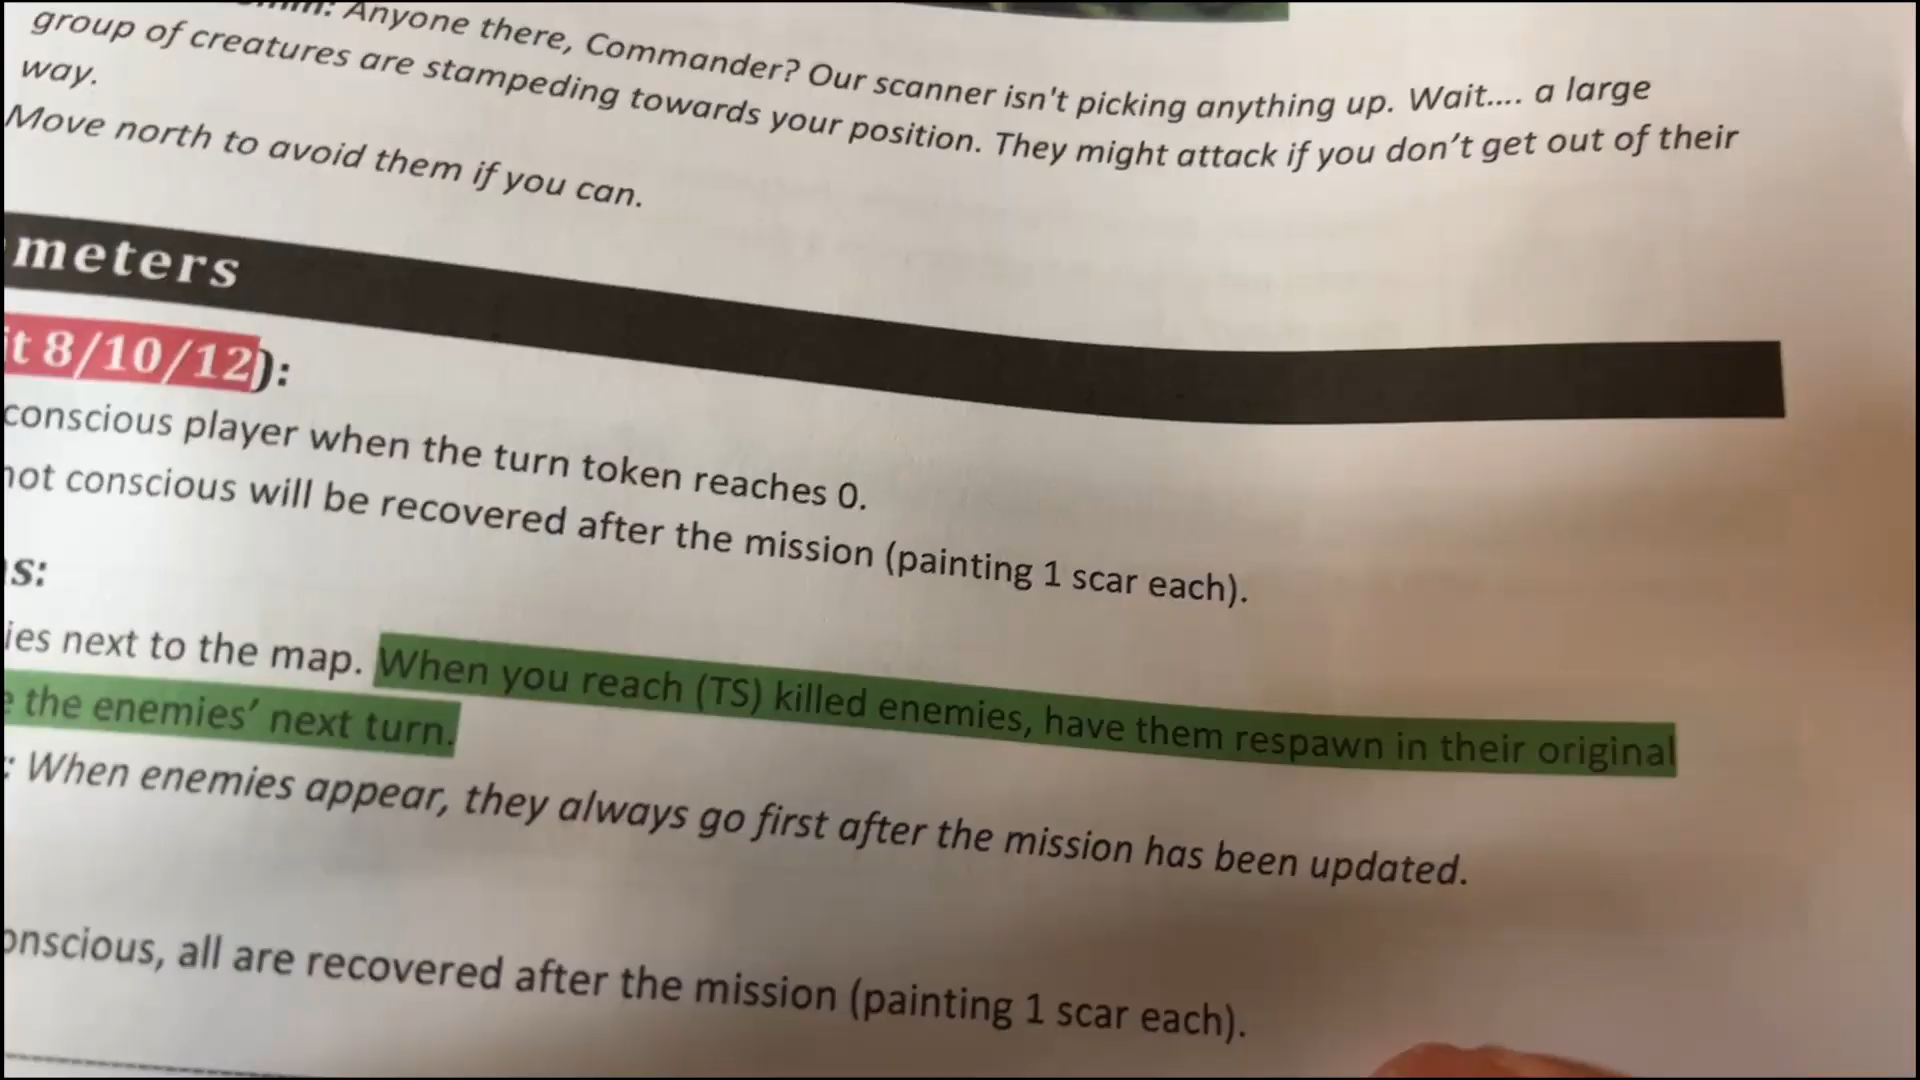 Anyone there, Commander? Our scanner isn't picking anything up. Wait.... a large
group of creatures are stampeding towards your position. They might attack if you don't get out of their
way.
Move north to avoid them if you can.
meters
t 8/10/12):
conscious player when the turn token reaches 0.
not conscious will be recovered after the mission (painting 1 scar each).
s:
ies next to the map. When you reach (TS) killed enemies, have them respawn in their original
e the enemies' next turn.
: When enemies appear, they always go first after the mission has been updated.
onscious, all are recovered after the mission (painting 1 scar each).